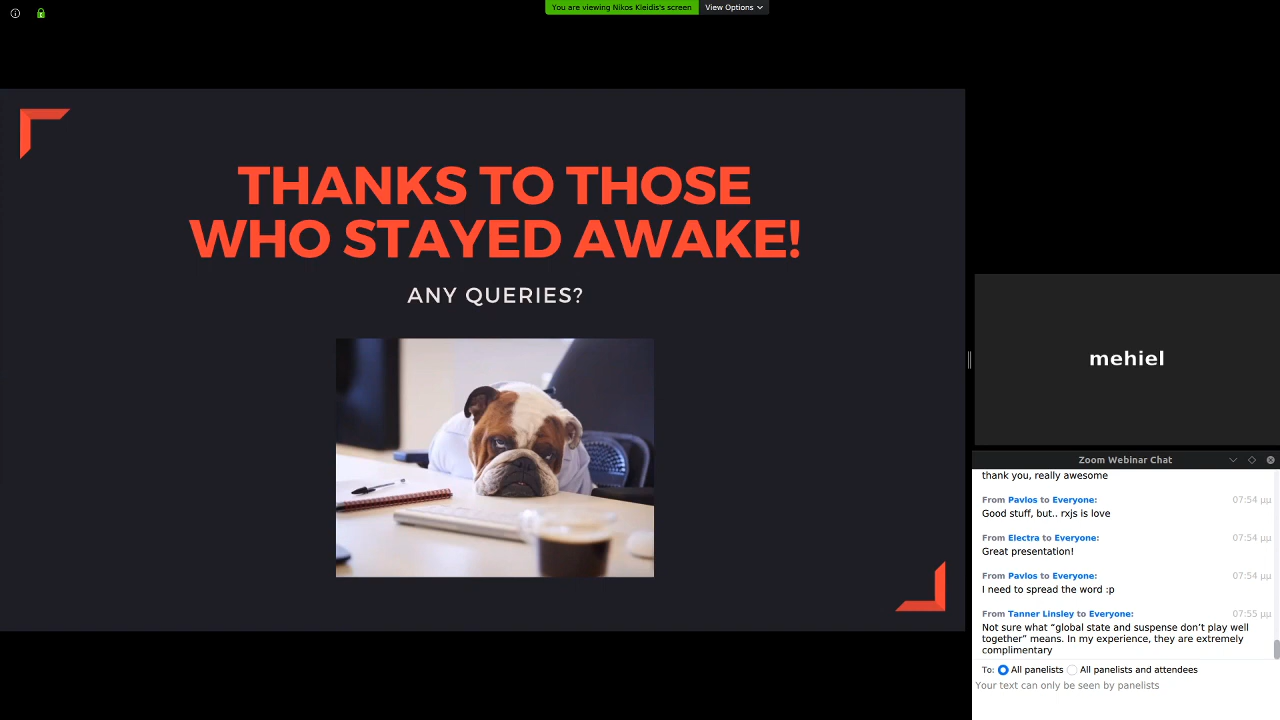 You are viewing Nikos Kleidis's screen
View Options
THANKS TO THOSE
WHO STAYED AWAKE!
ANY QUERIES?
mehiel
Zoom Webinar Chat
thank you, really awesome
From Pavlos to Everyone: 07:54 μμ
Good stuff, but.. rxjs is love
From Electra to Everyone: 07:54 μμ
Great presentation!
From Pavlos to Everyone: 07:54 μμ
I need to spread the word :p
From Tanner Linsley to Everyone: 07:55 μμ
Not sure what “global state and suspense don’t play well
together” means. In my experience, they are extremely
complimentary
To: All panelists All panelists and attendees
Your text can only be seen by panelists